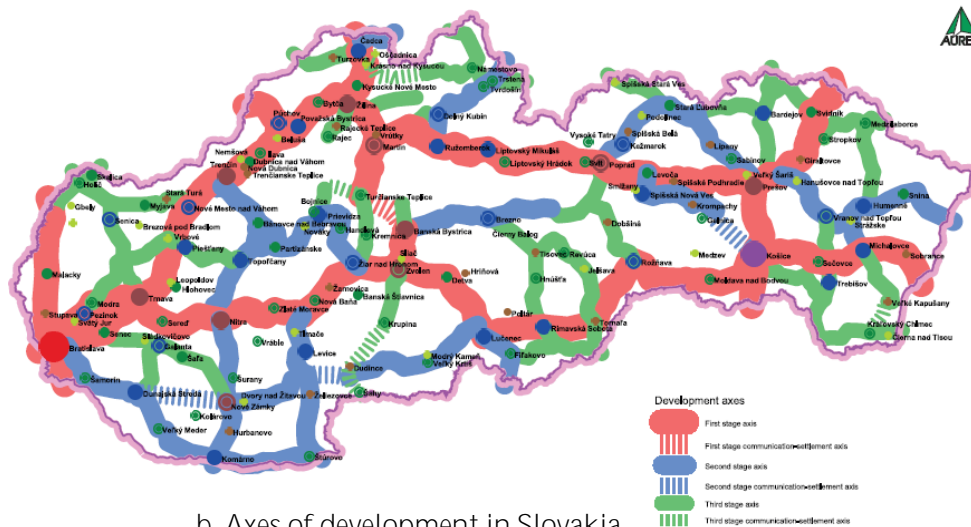 AUREX
Čadca
Oščadnica
Turzovka
Krásno nad Kysucou
Námestovo
Trstená
Tvrdošín
Kysucké Nové Mesto
Spišská Stará Ves
Bytča
Žilina
Stará Ľubovňa
Svidník
Medzilaborce
Púchov
Považská Bystrica
Dolný Kubín
Podolínec
Bardejov
Stropkov
Rajecké Teplice
Vrútky
Vysoké Tatry
Spišská Belá
Beluša
Rajec
Martin
Ružomberok
Liptovský Mikuláš
Kežmarok
Lipany
Sabinov
Giraltovce
Nemšová
Ilava
Dubnica nad Váhom
Liptovský Hrádok
Svit
Poprad
Trenčín
Nová Dubnica
Trenčianske Teplice
Levoča
Veľký Šariš
Spišské Podhradie
Prešov
Hanušovce nad Topľou
Skalica
Holíč
Stará Turá
Turčianske Teplice
Smižany
Spišská Nová Ves
Krompachy
Snina
Humenné
Gbely
Myjava
Nové Mesto nad Váhom
Bojnice
Prievidza
Gelnica
Vranov nad Topľou
Strážske
Senica
Brezová pod Bradlom
Bánovce nad Bebravou
Handlová
Nováky
Kremnica
Banská Bystrica
Brezno
Čierny Balog
Dobšiná
Michalovce
Vrbové
Piešťany
Partizánske
Topoľčany
Sliač
Tisovec
Revúca
Medzev
Košice
Sobrance
Žiar nad Hronom
Zvolen
Rožňava
Sečovce
Malacky
Leopoldov
Hlohovec
Žarnovica
Detva
Hriňová
Hnúšťa
Jelšava
Moldava nad Bodvou
Trebišov
Modra
Trnava
Nová Baňa
Banská Štiavnica
Stupava
Pezinok
Svätý Jur
Zlaté Moravce
Poltár
Veľké Kapušany
Senec
Sereď
Nitra
Krupina
Rimavská Sobota
Tornaľa
Kráľovský Chlmec
Čierna nad Tisou
Sládkovičovo
Galanta
Tlmače
Lučenec
Bratislava
Vráble
Šaľa
Levice
Modrý Kameň
Veľký Krtíš
Fiľakovo
Dudince
Šamorín
Šurany
Dunajská Streda
Dvory nad Žitavou
Želiezovce
Šahy
Nové Zámky
Kolárovo
Veľký Meder
Hurbanovo
Komárno
Štúrovo
Development axes
First stage axis
First stage communication-settlement axis
Second stage axis
Second stage communication-settlement axis
Third stage axis
Third stage communication-settlement axis
b. Axes of development in Slovakia